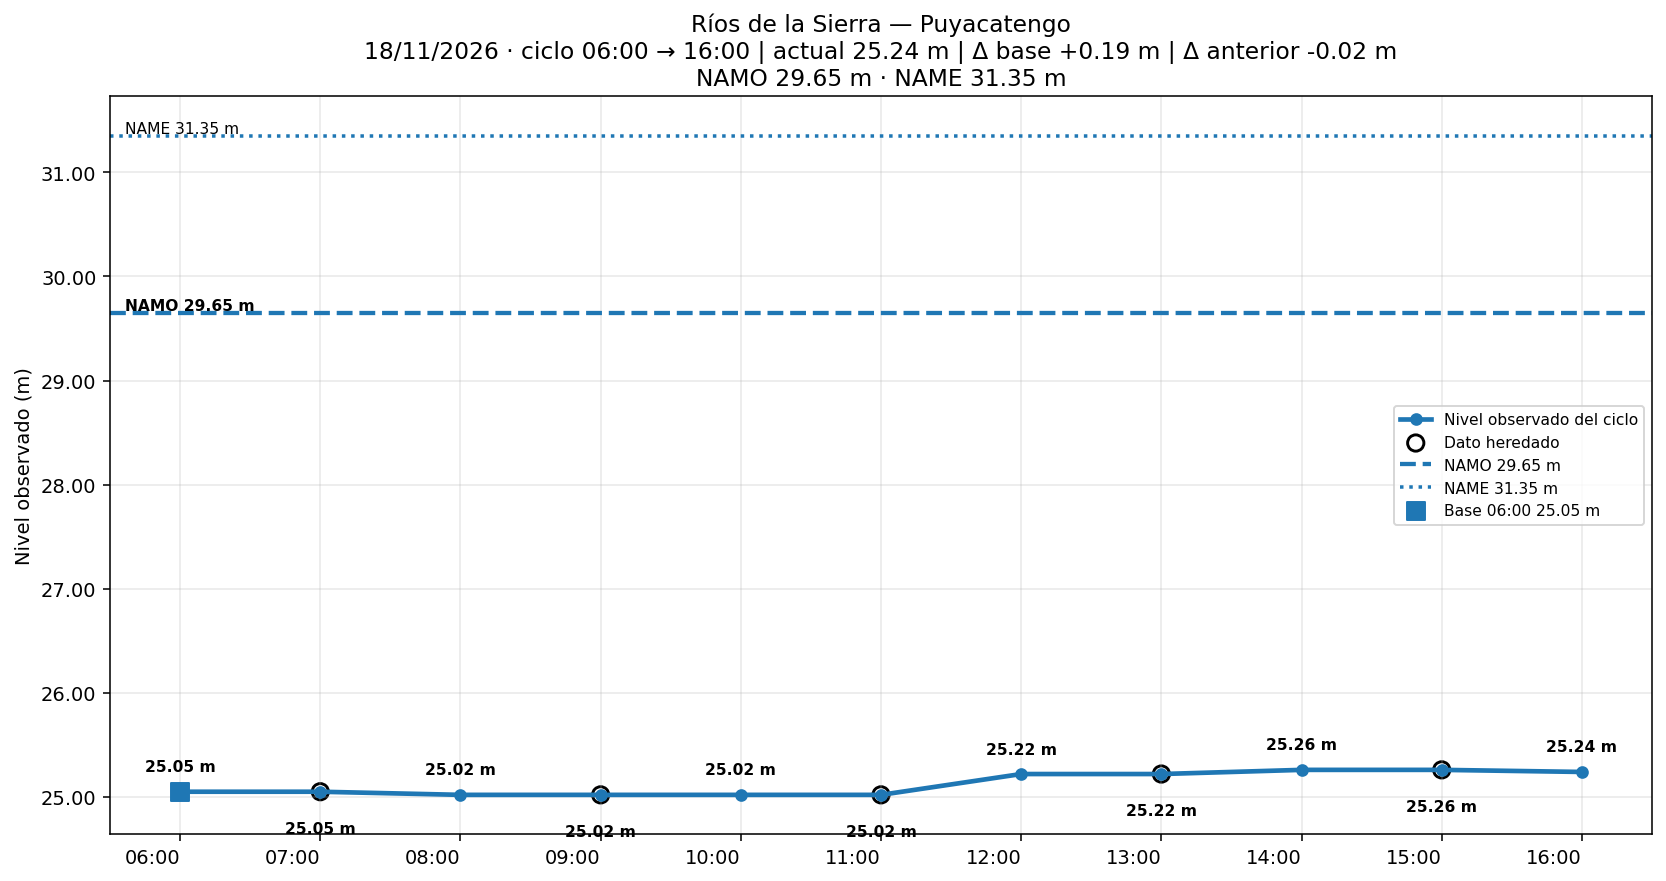 Ríos de la Sierra — Puyacatengo
18/11/2026 · ciclo 06:00 → 16:00 | actual 25.24 m | Δ base +0.19 m | Δ anterior -0.02 m
NAMO 29.65 m · NAME 31.35 m
NAME 31.35 m
31.00
30.00
NAMO 29.65 m
29.00
28.00
27.00
26.00
25.00
Nivel observado (m)
Nivel observado del ciclo
Dato heredado
NAMO 29.65 m
NAME 31.35 m
Base 06:00 25.05 m
25.05 m
25.05 m
25.02 m
25.02 m
25.02 m
25.02 m
25.22 m
25.22 m
25.26 m
25.26 m
25.24 m
06:00
07:00
08:00
09:00
10:00
11:00
12:00
13:00
14:00
15:00
16:00